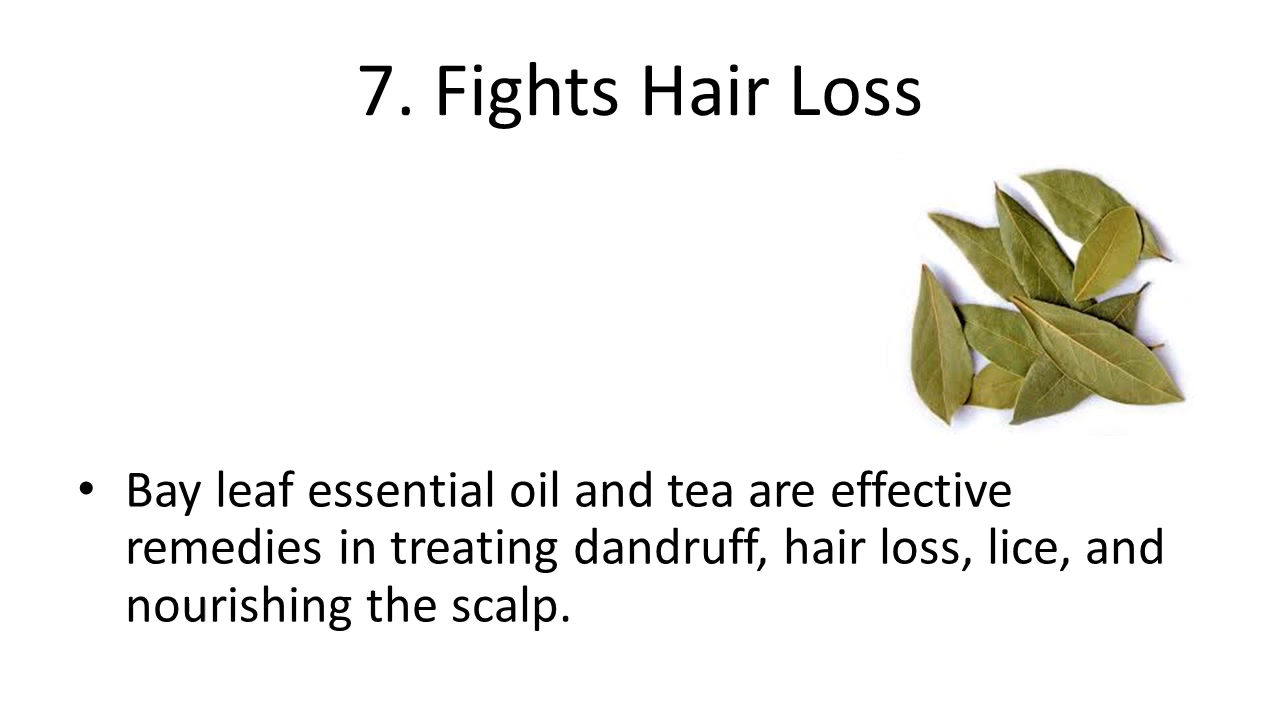 7. Fights Hair Loss
• Bay leaf essential oil and tea are effective
remedies in treating dandruff, hair loss, lice, and
nourishing the scalp.